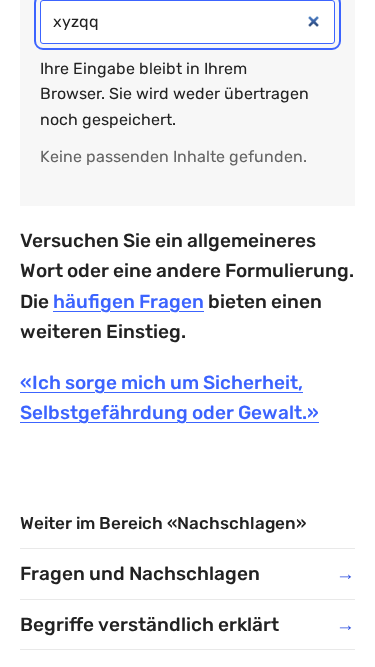 xyzqq ×
Ihre Eingabe bleibt in Ihrem
Browser. Sie wird weder übertragen
noch gespeichert.
Keine passenden Inhalte gefunden.
Versuchen Sie ein allgemeineres
Wort oder eine andere Formulierung.
Die häufigen Fragen bieten einen
weiteren Einstieg.
«Ich sorge mich um Sicherheit,
Selbstgefährdung oder Gewalt.»
Weiter im Bereich «Nachschlagen»
Fragen und Nachschlagen →
Begriffe verständlich erklärt →